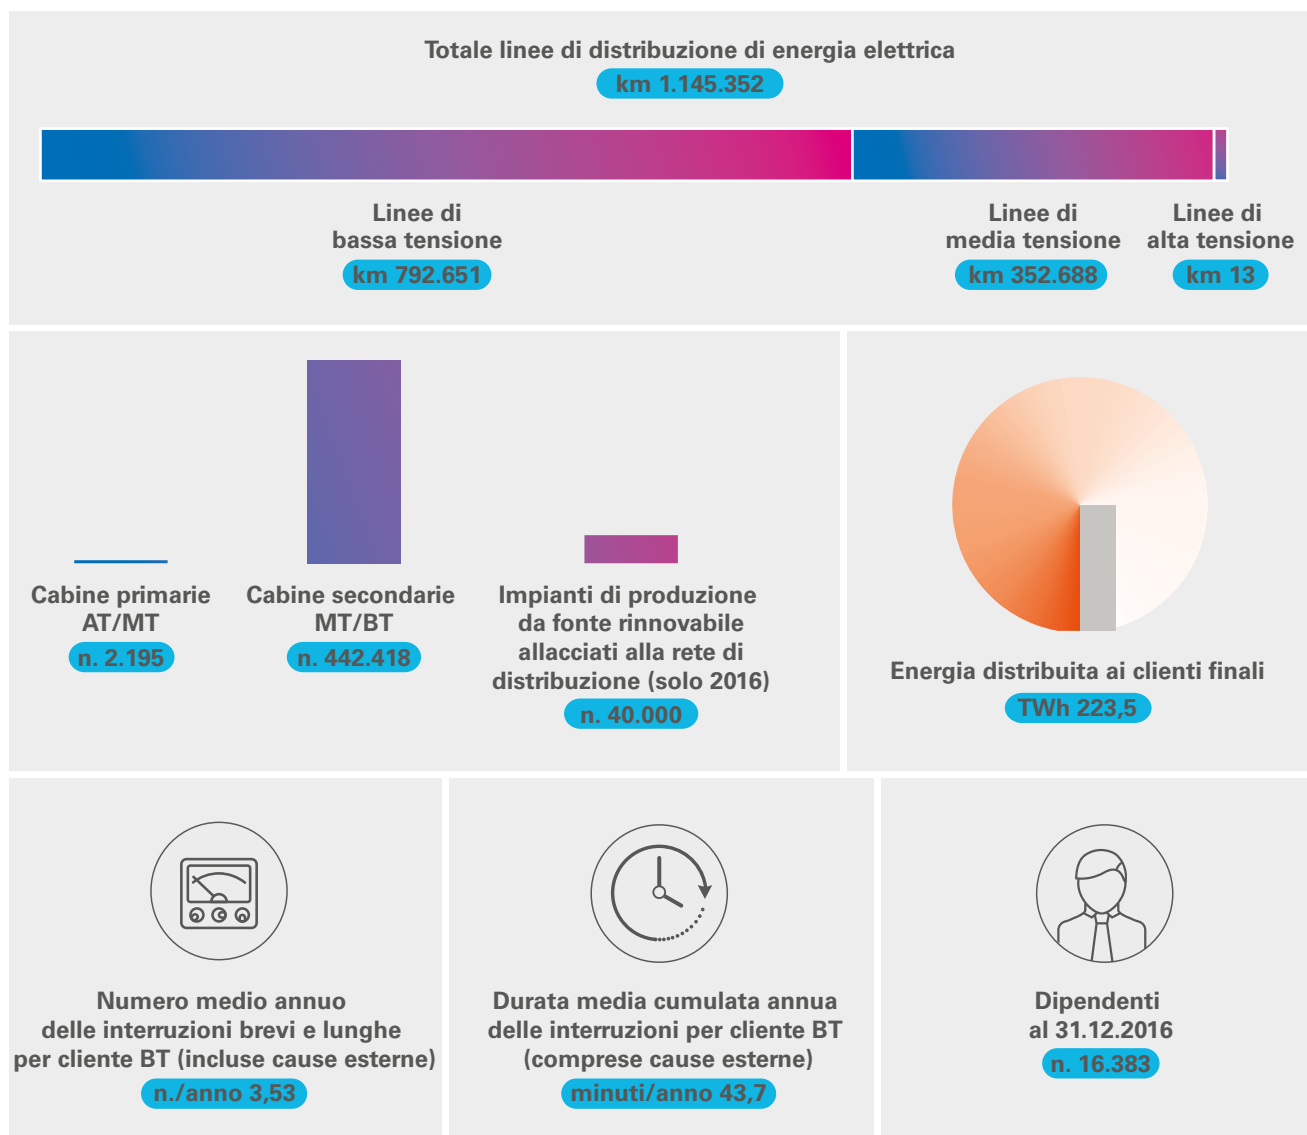 Totale linee di distribuzione di energia elettrica
km 1.145.352
Linee di
bassa tensione
km 792.651
Linee di
media tensione
km 352.688
Linee di
alta tensione
km 13
Cabine primarie
AT/MT
n. 2.195
Cabine secondarie
MT/BT
n. 442.418
Impianti di produzione
da fonte rinnovabile
allacciati alla rete di
distribuzione (solo 2016)
n. 40.000
Energia distribuita ai clienti finali
TWh 223,5
Numero medio annuo
delle interruzioni brevi e lunghe
per cliente BT (incluse cause esterne)
n./anno 3,53
Durata media cumulata annua
delle interruzioni per cliente BT
(comprese cause esterne)
minuti/anno 43,7
Dipendenti
al 31.12.2016
n. 16.383